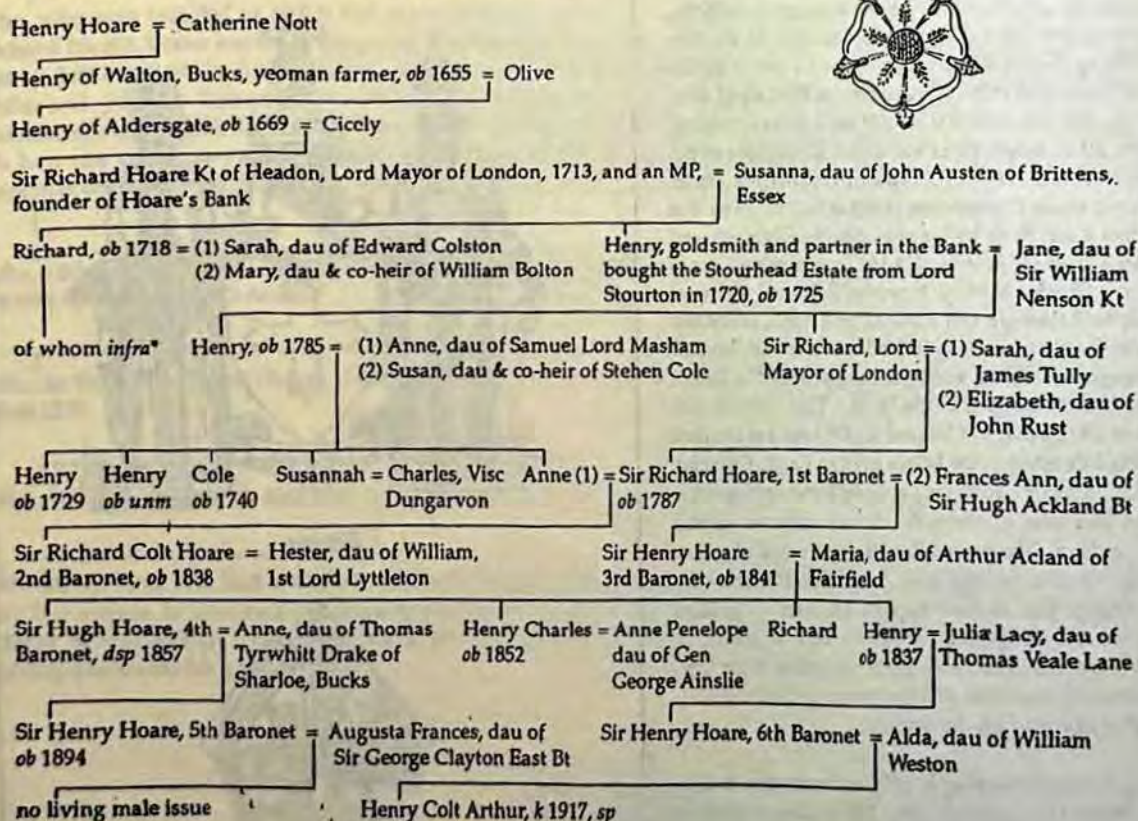 Henry Hoare = Catherine Nott
Henry of Walton, Bucks, yeoman farmer, ob 1655 = Olive
Henry of Aldersgate, ob 1669 = Cicely
Sir Richard Hoare Kt of Headon, Lord Mayor of London, 1713, and an MP, = Susanna, dau of John Austen of Brittens,
founder of Hoare's Bank Essex
Richard, ob 1718 = (1) Sarah, dau of Edward Colston
(2) Mary, dau & co-heir of William Bolton
Henry, goldsmith and partner in the Bank = Jane, dau of
bought the Stourhead Estate from Lord Sir William
Stourton in 1720, ob 1725 Nenson Kt
of whom infra*
Henry, ob 1785 = (1) Anne, dau of Samuel Lord Masham
(2) Susan, dau & co-heir of Stehen Cole
Sir Richard, Lord = (1) Sarah, dau of
Mayor of London James Tully
(2) Elizabeth, dau of
John Rust
Henry
ob 1729
Henry
ob unm
Cole
ob 1740
Susannah = Charles, Visc
Dungarvon
Anne (1) = Sir Richard Hoare, 1st Baronet = (2) Frances Ann, dau of
ob 1787 Sir Hugh Ackland Bt
Sir Richard Colt Hoare = Hester, dau of William,
2nd Baronet, ob 1838 1st Lord Lyttleton
Sir Henry Hoare = Maria, dau of Arthur Acland of
3rd Baronet, ob 1841 Fairfield
Sir Hugh Hoare, 4th = Anne, dau of Thomas
Baronet, dsp 1857 Tyrwhitt Drake of
Sharloe, Bucks
Henry Charles = Anne Penelope
ob 1852 dau of Gen
George Ainslie
Richard
Henry = Julia Lacy, dau of
ob 1837 Thomas Veale Lane
Sir Henry Hoare, 5th Baronet = Augusta Frances, dau of
ob 1894 Sir George Clayton East Bt
Sir Henry Hoare, 6th Baronet = Alda, dau of William
Weston
no living male issue
Henry Colt Arthur, k 1917, sp